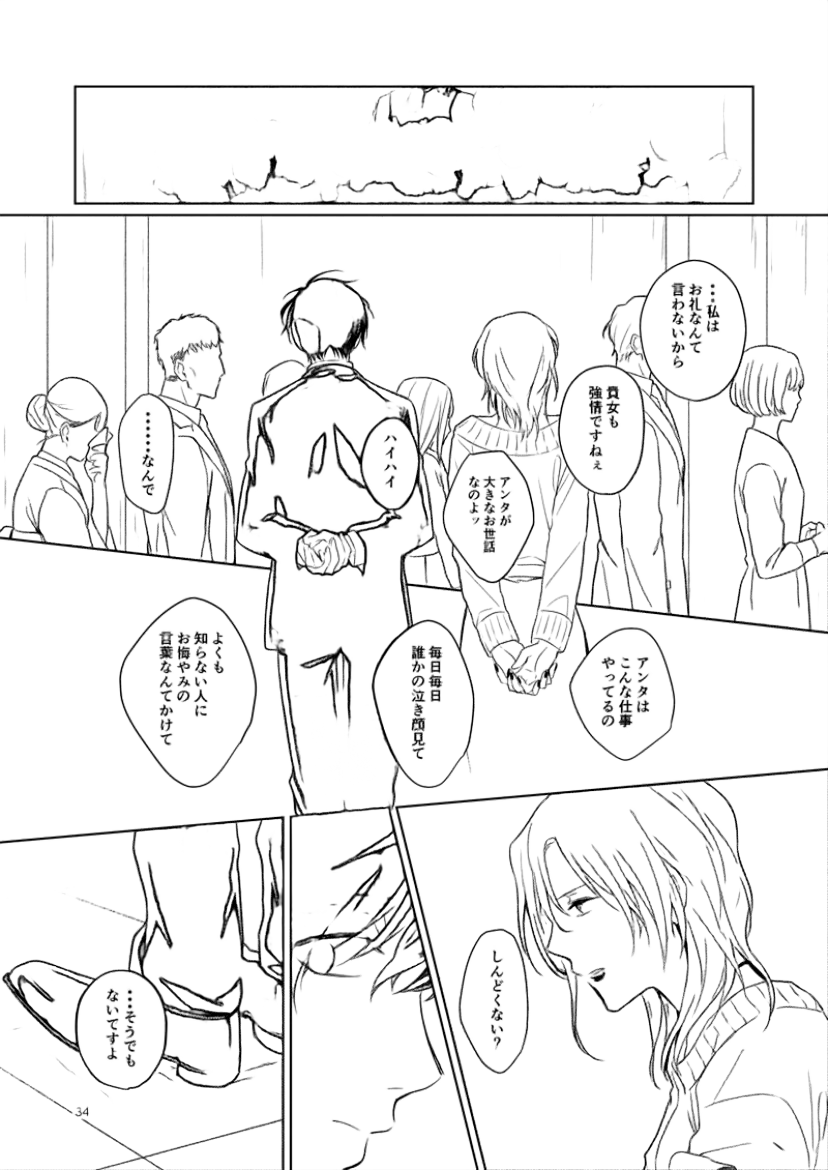 …私は
お礼なんて
言わないから
貴女も
強情ですねぇ
アンタが
大きなお世話
なのよッ
ハイハイ
……なんで
アンタは
こんな仕事
やってるの
毎日毎日
誰かの泣き顔見て
よくも
知らない人に
お悔やみの
言葉なんてかけて
しんどくない?
…そうでも
ないですよ
34